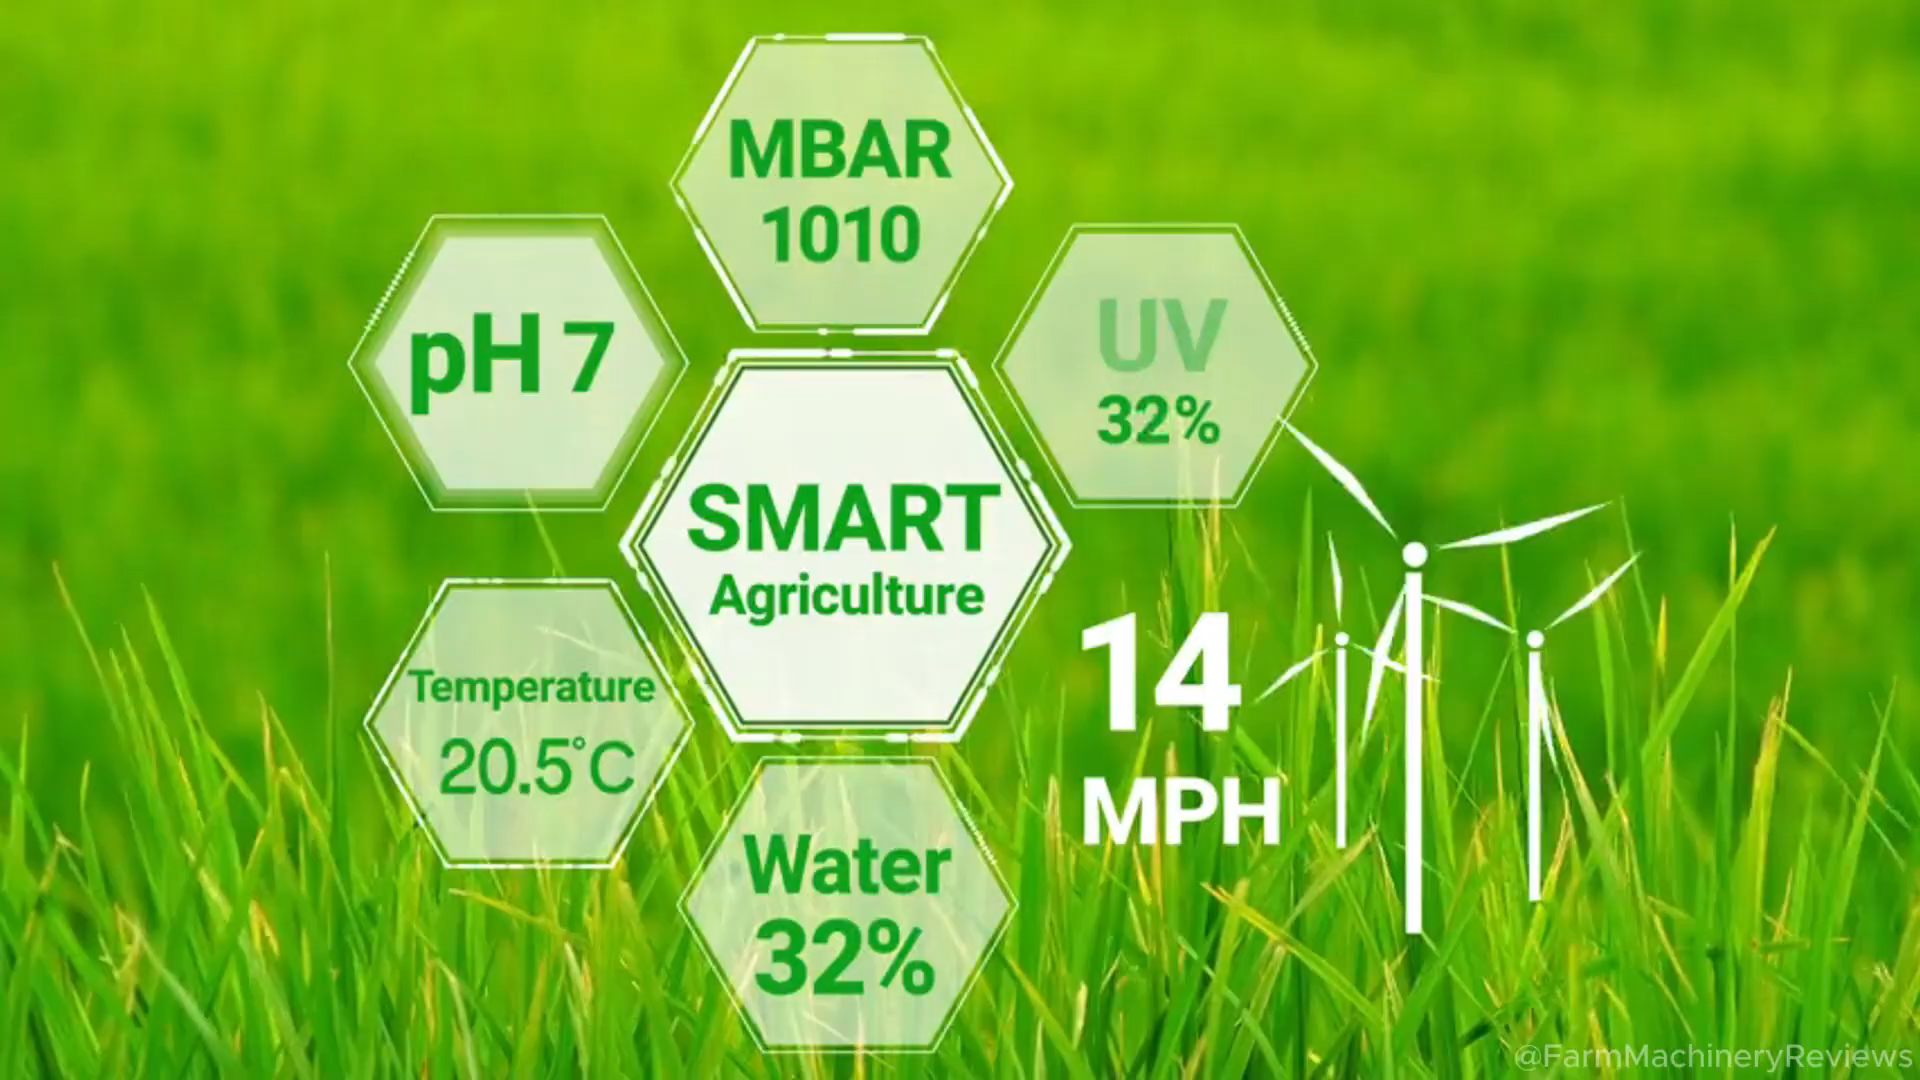 MBAR
1010
pH 7
UV
32%
SMART
Agriculture
Temperature
20.5°C
14
MPH
Water
32%
@FarmMachineryReviews